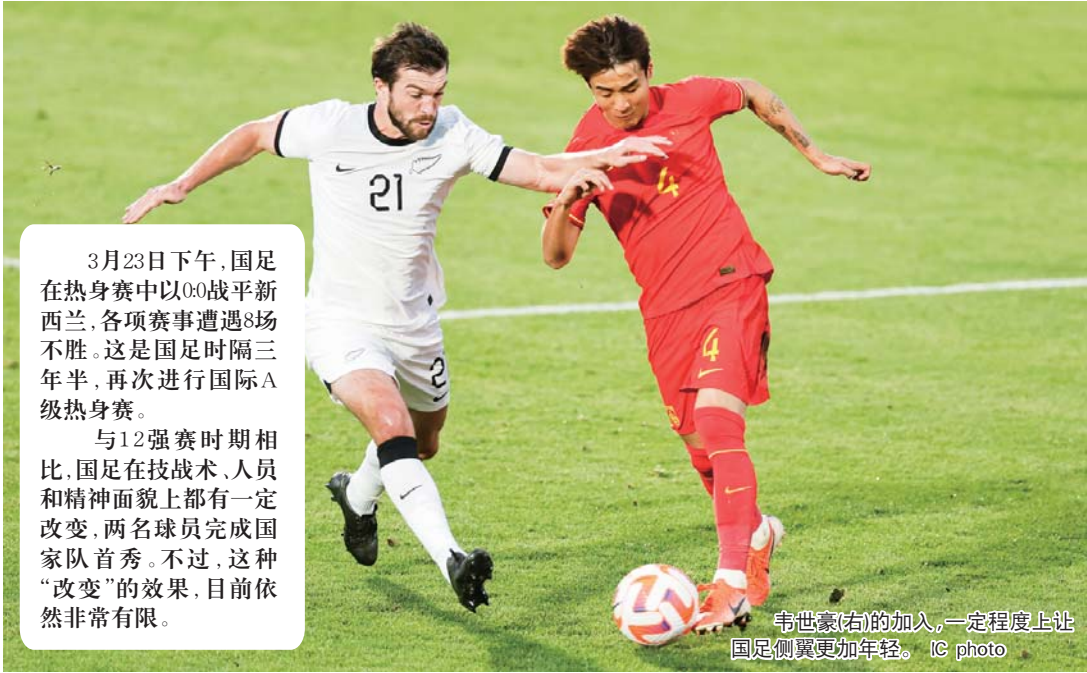 21
4
4
2
3月23日下午,国足
在热身赛中以0:0战平新
西兰,各项赛事遭遇8场
不胜。这是国足时隔三
年半,再次进行国际A
级热身赛。
与12强赛时期相
比,国足在技战术、人员
和精神面貌上都有一定
改变,两名球员完成国
家队首秀。不过,这种
“改变”的效果,目前依
然非常有限。
韦世豪(右)的加入,一定程度上让
国足侧翼更加年轻。 IC photo